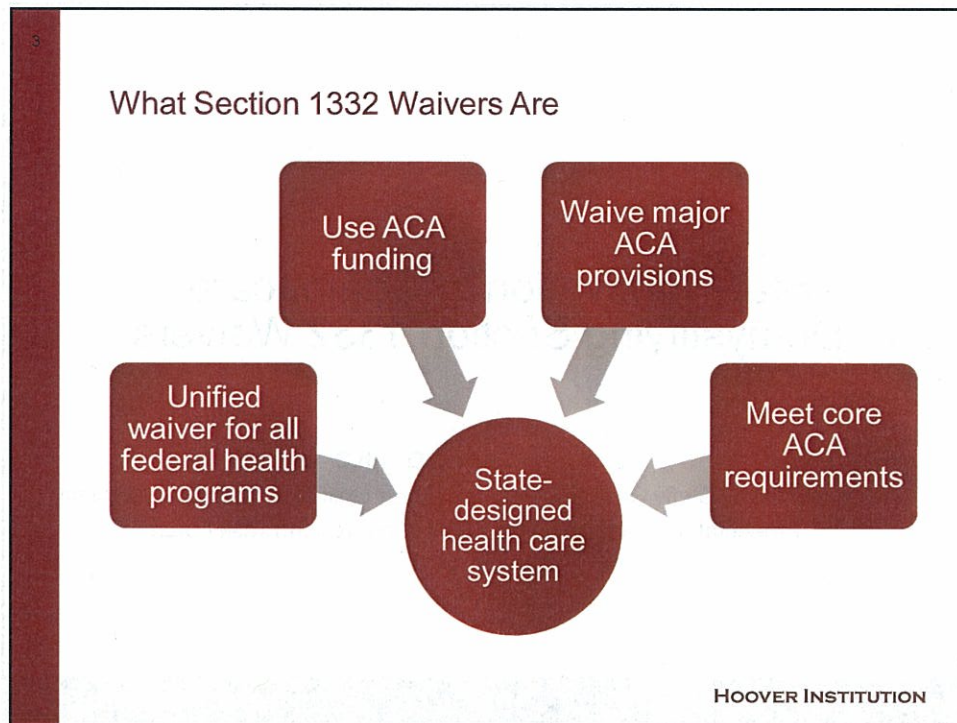 3
What Section 1332 Waivers Are
Use ACA
funding
Waive major
ACA
provisions
Unified
waiver for all
federal health
programs
Meet core
ACA
requirements
State-
designed
health care
system
HOOVER INSTITUTION